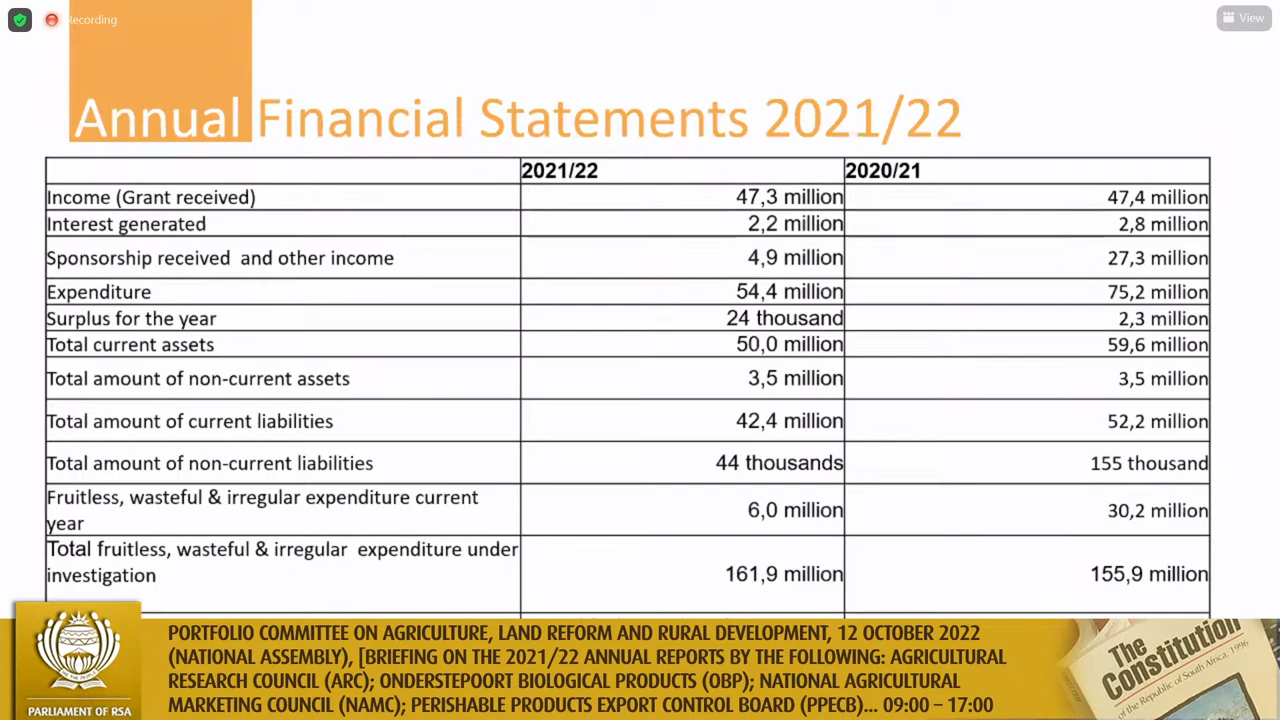 Recording
View
Annual Financial Statements 2021/22
2021/22 2020/21
Income (Grant received) 47,3 million 47,4 million
Interest generated 2,2 million 2,8 million
Sponsorship received and other income 4,9 million 27,3 million
Expenditure 54,4 million 75,2 million
Surplus for the year 24 thousand 2,3 million
Total current assets 50,0 million 59,6 million
Total amount of non-current assets 3,5 million 3,5 million
Total amount of current liabilities 42,4 million 52,2 million
Total amount of non-current liabilities 44 thousands 155 thousand
Fruitless, wasteful & irregular expenditure current
year 6,0 million 30,2 million
Total fruitless, wasteful & irregular expenditure under
investigation 161,9 million 155,9 million
PORTFOLIO COMMITTEE ON AGRICULTURE, LAND REFORM AND RURAL DEVELOPMENT, 12 OCTOBER 2022
(NATIONAL ASSEMBLY), [BRIEFING ON THE 2021/22 ANNUAL REPORTS BY THE FOLLOWING: AGRICULTURAL
RESEARCH COUNCIL (ARC); ONDERSTEPOORT BIOLOGICAL PRODUCTS (OBP); NATIONAL AGRICULTURAL
MARKETING COUNCIL (NAMC); PERISHABLE PRODUCTS EXPORT CONTROL BOARD (PPECB)... 09:00 – 17:00
PARLIAMENT OF RSA
The
Constitution
of the Republic of South Africa, 1996